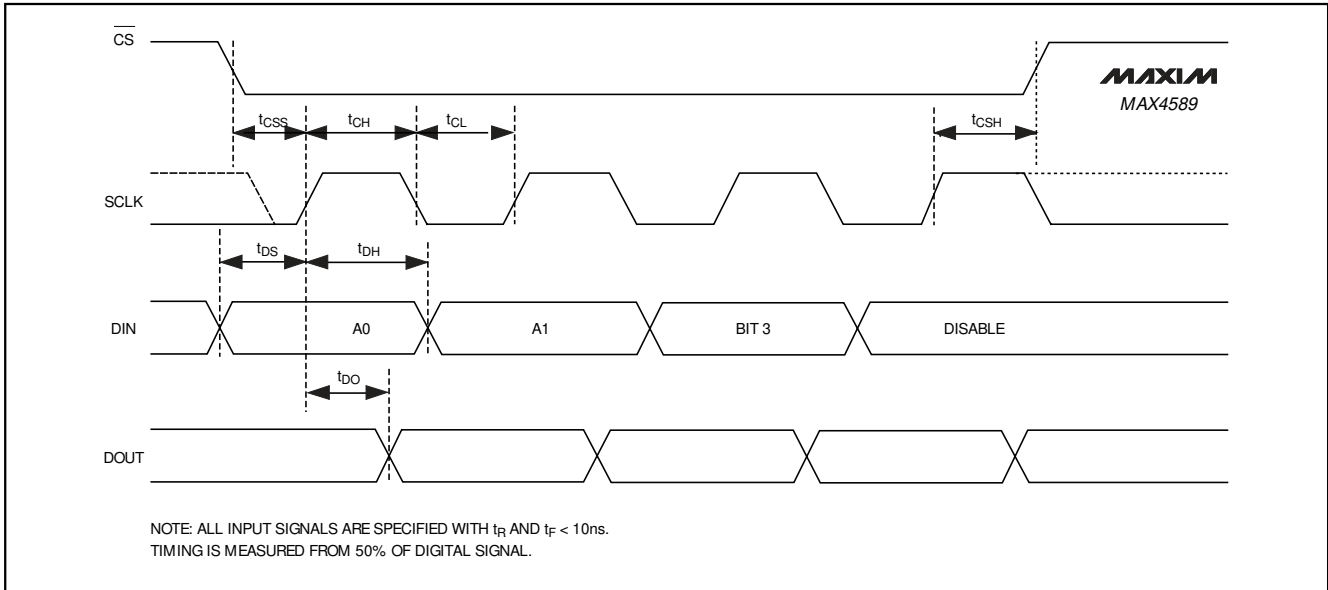 CS
MAXIM
MAX4589
tCSS
tCH
tCL
tCSH
SCLK
tDS
tDH
DIN
A0
A1
BIT 3
DISABLE
tDO
DOUT
NOTE: ALL INPUT SIGNALS ARE SPECIFIED WITH tR AND tF < 10ns.
TIMING IS MEASURED FROM 50% OF DIGITAL SIGNAL.